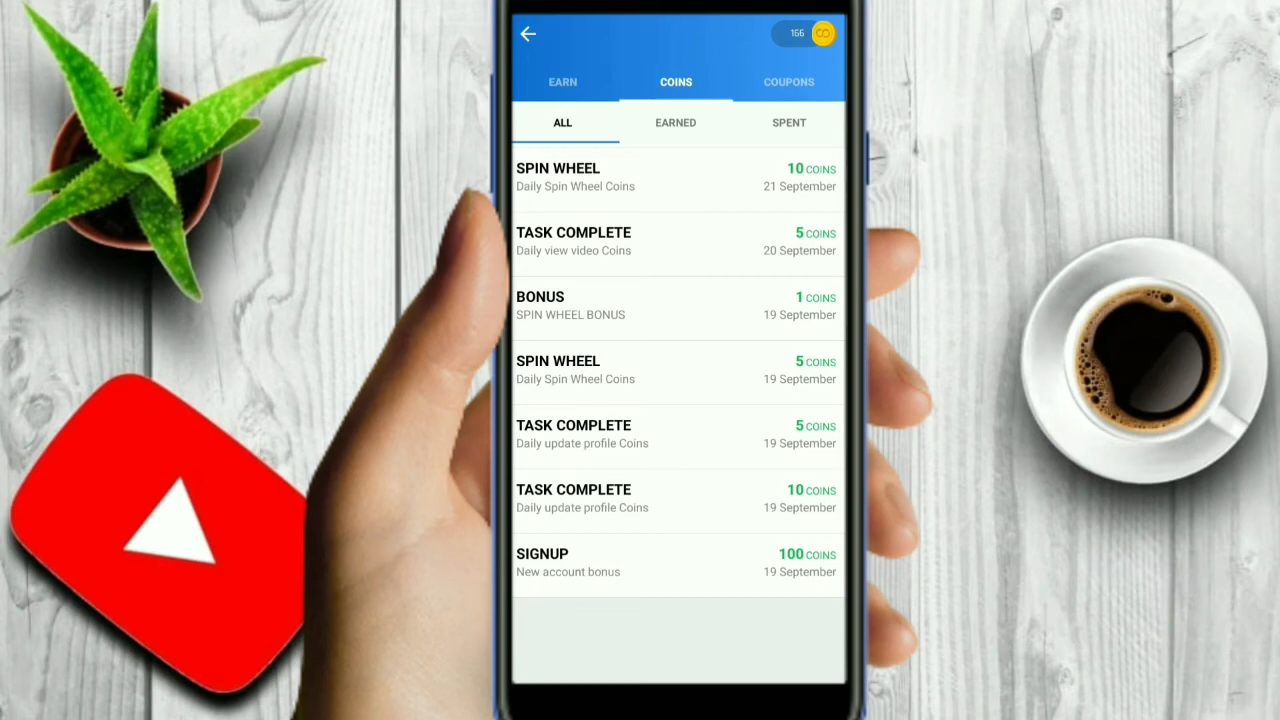 166
EARN COINS COUPONS
ALL EARNED SPENT
SPIN WHEEL 10 COINS
Daily Spin Wheel Coins 21 September
TASK COMPLETE 5 COINS
Daily view video Coins 20 September
BONUS 1 COINS
SPIN WHEEL BONUS 19 September
SPIN WHEEL 5 COINS
Daily Spin Wheel Coins 19 September
TASK COMPLETE 5 COINS
Daily update profile Coins 19 September
TASK COMPLETE 10 COINS
Daily update profile Coins 19 September
SIGNUP 100 COINS
New account bonus 19 September